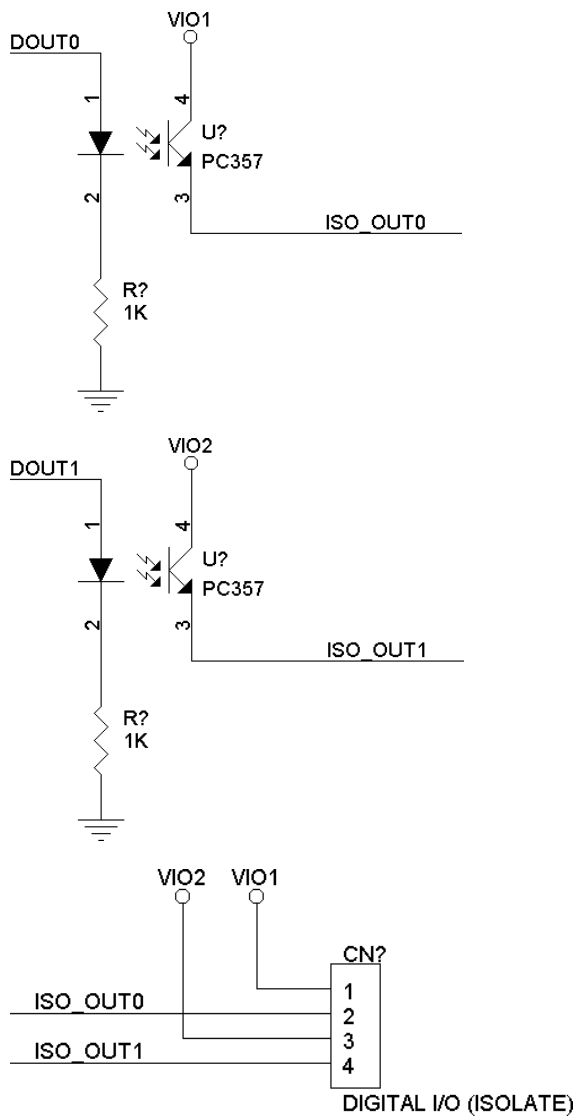 VIO1
DOUT0
1
4
U?
PC357
2
3
ISO_OUT0
R?
1K
VIO2
DOUT1
1
4
U?
PC357
2
3
ISO_OUT1
R?
1K
VIO2 VIO1
CN?
1
ISO_OUT0 2
3
ISO_OUT1 4
DIGITAL I/O (ISOLATE)